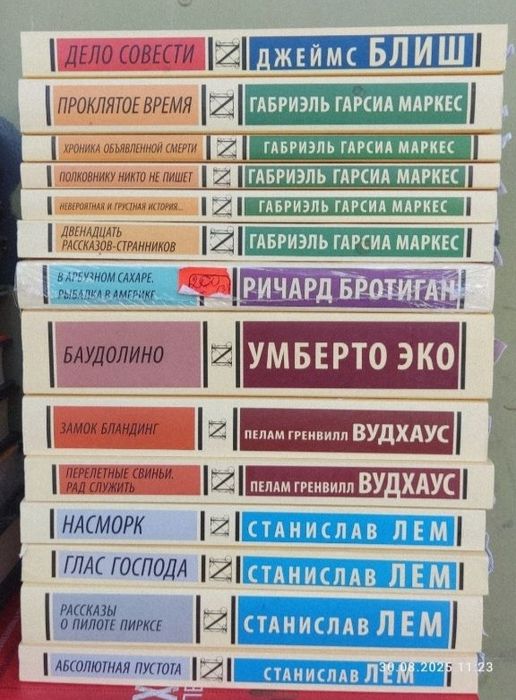 ДЕЛО СОВЕСТИ ДЖЕЙМС БЛИШ
ПРОКЛЯТОЕ ВРЕМЯ ГАБРИЭЛЬ ГАРСИА МАРКЕС
ХРОНИКА ОБЪЯВЛЕННОЙ СМЕРТИ ГАБРИЭЛЬ ГАРСИА МАРКЕС
ПОЛКОВНИКУ НИКТО НЕ ПИШЕТ ГАБРИЭЛЬ ГАРСИА МАРКЕС
НЕВЕРОЯТНАЯ И ГРУСТНАЯ ИСТОРИЯ... ГАБРИЭЛЬ ГАРСИА МАРКЕС
ДВЕНАДЦАТЬ
РАССКАЗОВ-СТРАННИКОВ ГАБРИЭЛЬ ГАРСИА МАРКЕС
В АРБУЗНОМ САХАРЕ.
РЫБАЛКА В АМЕРИКЕ РИЧАРД БРОТИГАН
БАУДОЛИНО УМБЕРТО ЭКО
ЗАМОК БЛАНДИНГ ПЕЛАМ ГРЕНВИЛЛ ВУДХАУС
ПЕРЕЛЕТНЫЕ СВИНЬИ.
РАД СЛУЖИТЬ ПЕЛАМ ГРЕНВИЛЛ ВУДХАУС
НАСМОРК СТАНИСЛАВ ЛЕМ
ГЛАС ГОСПОДА СТАНИСЛАВ ЛЕМ
РАССКАЗЫ
О ПИЛОТЕ ПИРКСЕ СТАНИСЛАВ ЛЕМ
АБСОЛЮТНАЯ ПУСТОТА СТАНИСЛАВ ЛЕМ
30.08.2025 11:23